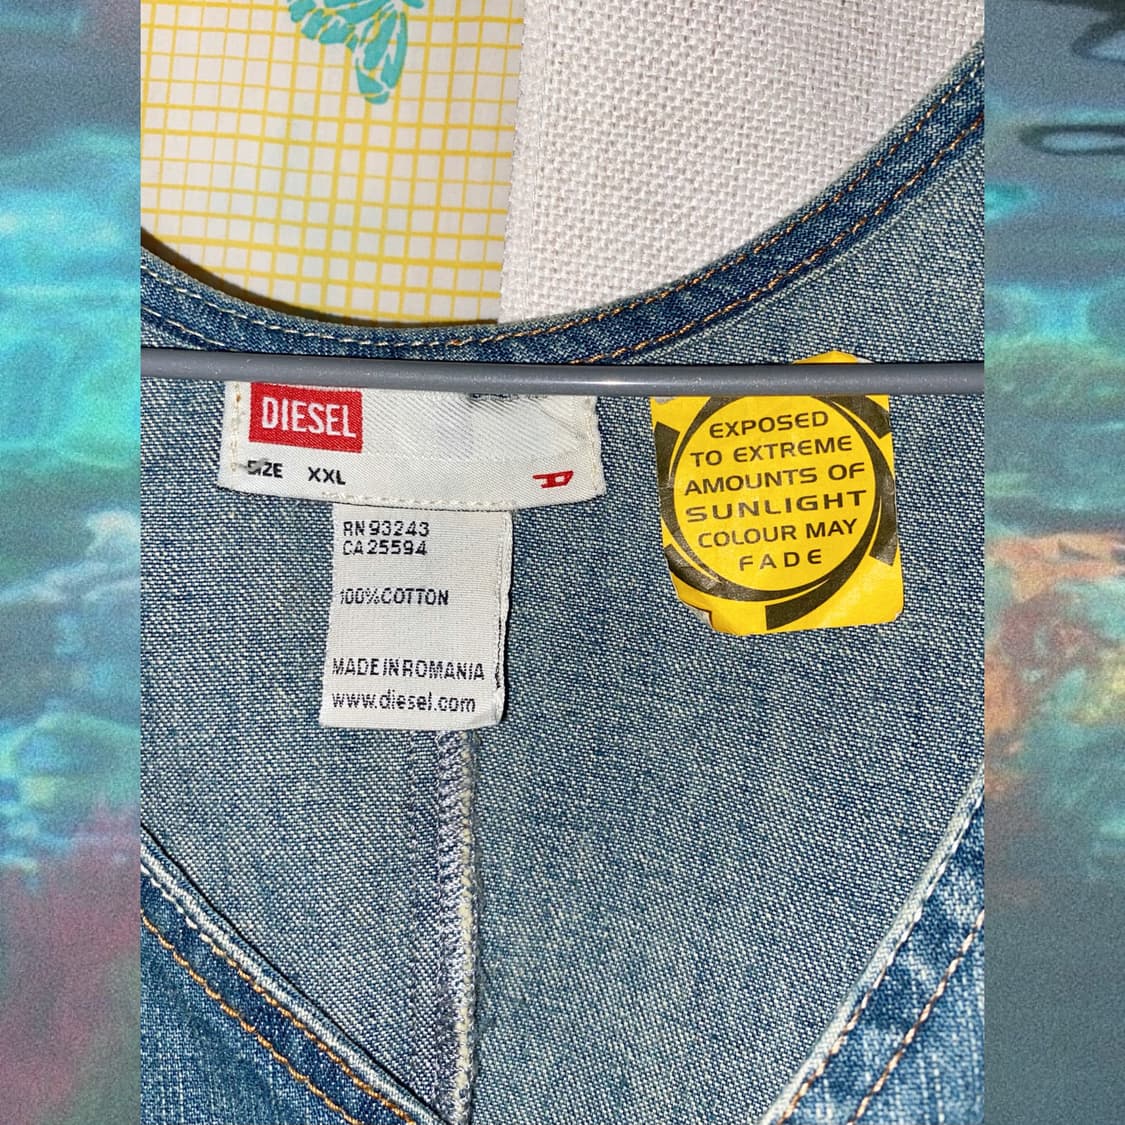 DIESEL
SIZE XXL
D
RN 93243
CA 25594
100% COTTON
MADE IN ROMANIA
www.diesel.com
EXPOSED
TO EXTREME
AMOUNTS OF
SUNLIGHT
COLOUR MAY
FADE